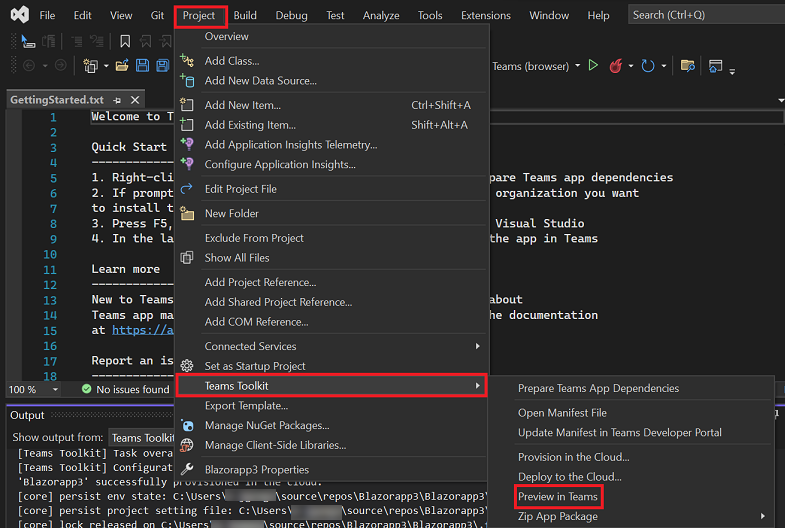 File Edit View Git Project Build Debug Test Analyze Tools Extensions Window Help Search (Ctrl+Q)
Overview
Add Class...
Teams (browser)
Add New Data Source...
GettingStarted.txt
Add New Item... Ctrl+Shift+A
1 Welcome to T
Add Existing Item... Shift+Alt+A
2
Add Application Insights Telemetry...
3 Quick Start
Configure Application Insights...
4 ------------
5 1. Right-cli pare Teams app dependencies
Edit Project File
6 2. If prompt organization you want
7 to install t
New Folder
8 3. Press F5, Visual Studio
9 4. In the la the app in Teams
Exclude From Project
10
Show All Files
11 Learn more
12 ------------
Add Project Reference...
13 New to Teams about
Add Shared Project Reference...
14 Teams app ma he documentation
Add COM Reference...
15 at https://a
16
Connected Services
17 Report an is
Set as Startup Project
18 ------------
100 % No issues found
Teams Toolkit
Prepare Teams App Dependencies
Export Template...
Output
Open Manifest File
Manage NuGet Packages...
Update Manifest in Teams Developer Portal
Show output from: Teams Toolkit
Manage Client-Side Libraries...
[Teams Toolkit] Task overa
Provision in the Cloud...
[Teams Toolkit] Configurat
Blazorapp3 Properties
Deploy to the Cloud...
'Blazorapp3' successfully provisioned in the cloud.
[core] persist env state: C:\Users\ \source\repos\Blazorapp3\Blazorapp3\
Preview in Teams
[core] persist project setting file: C:\Users\ \source\repos\Blazorapp3\
Zip App Package
[core] lock released on C:\Users\ \source\repos\Blazorapp3\Blazorapp3\.